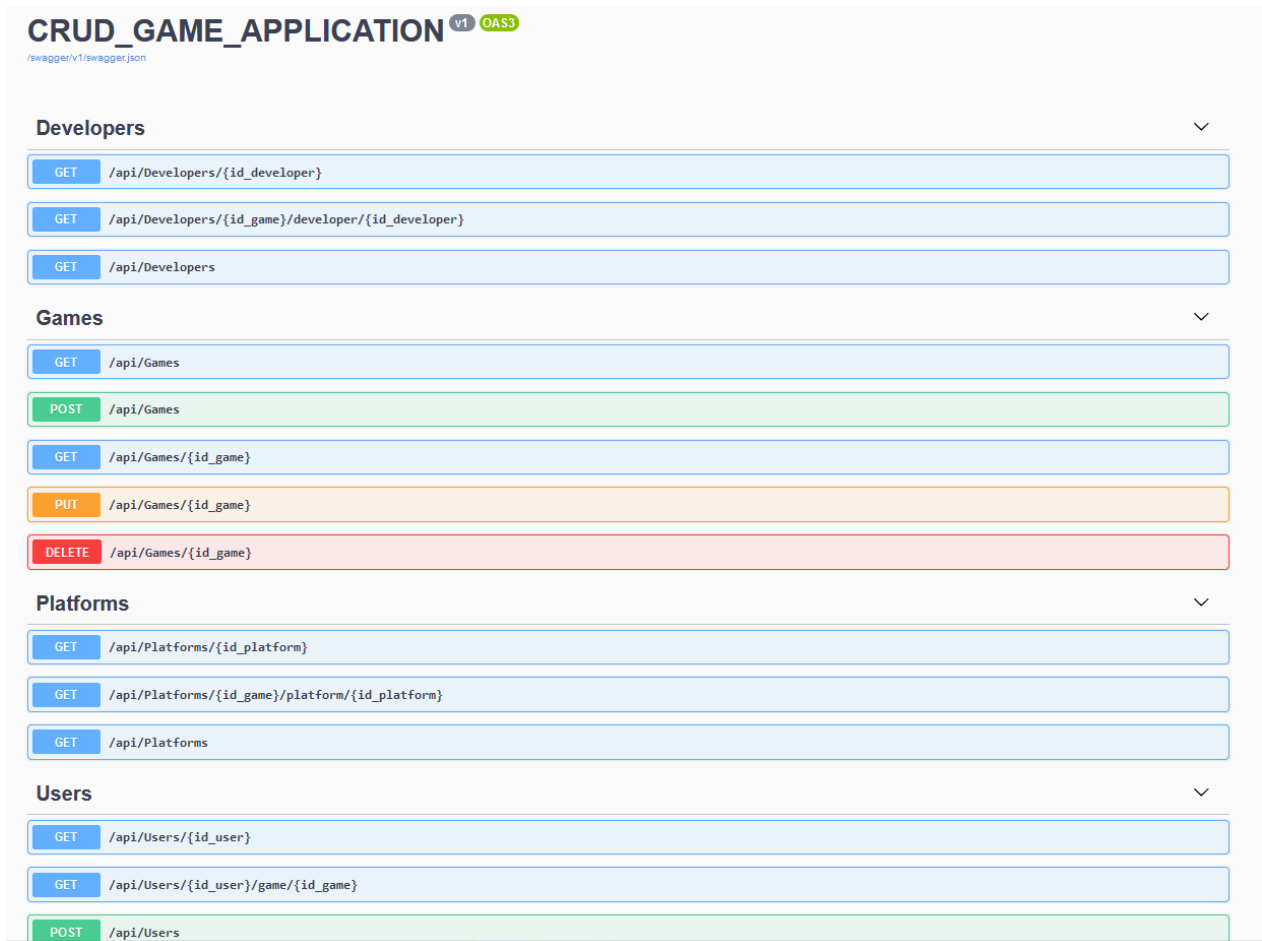 CRUD_GAME_APPLICATION v1 OAS3
/swagger/v1/swagger.json
Developers
GET /api/Developers/{id_developer}
GET /api/Developers/{id_game}/developer/{id_developer}
GET /api/Developers
Games
GET /api/Games
POST /api/Games
GET /api/Games/{id_game}
PUT /api/Games/{id_game}
DELETE /api/Games/{id_game}
Platforms
GET /api/Platforms/{id_platform}
GET /api/Platforms/{id_game}/platform/{id_platform}
GET /api/Platforms
Users
GET /api/Users/{id_user}
GET /api/Users/{id_user}/game/{id_game}
POST /api/Users